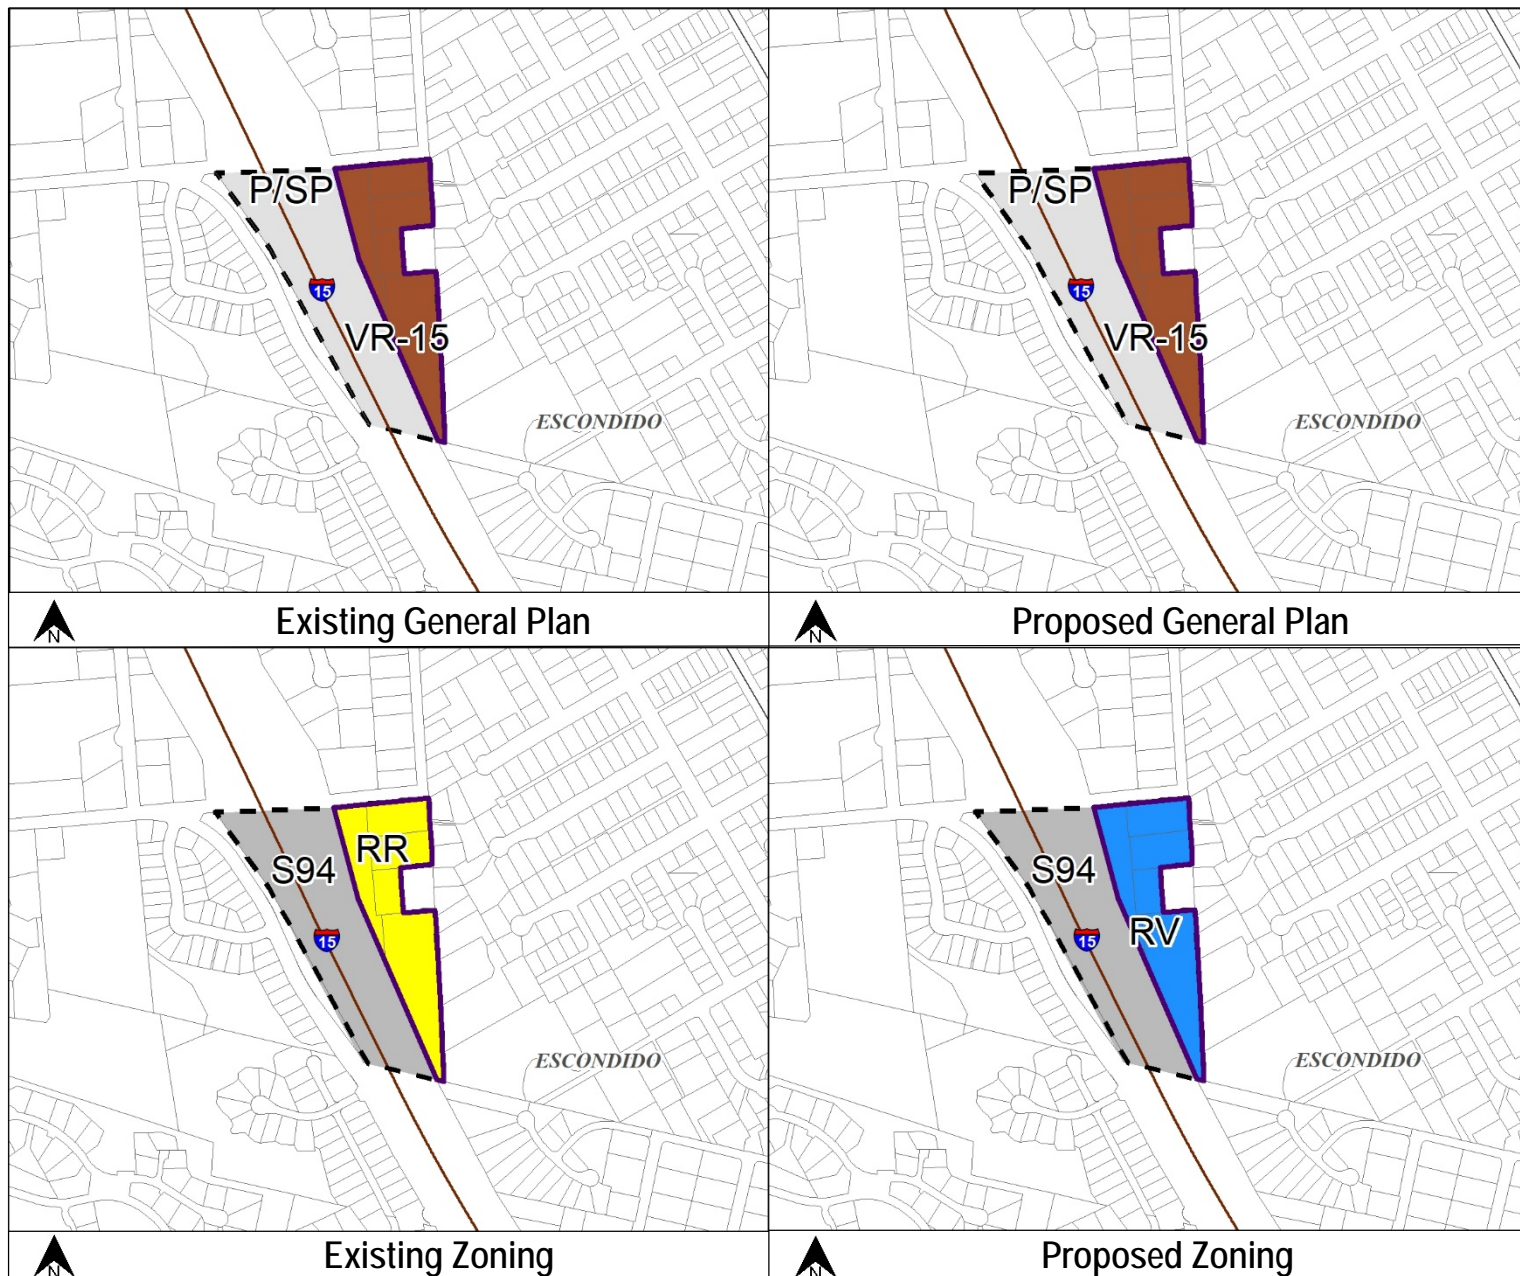 P/SP
15
VR-15
ESCONDIDO
N
Existing General Plan
P/SP
15
VR-15
ESCONDIDO
N
Proposed General Plan
RR
S94
15
ESCONDIDO
N
Existing Zoning
S94
RV
15
ESCONDIDO
N
Proposed Zoning